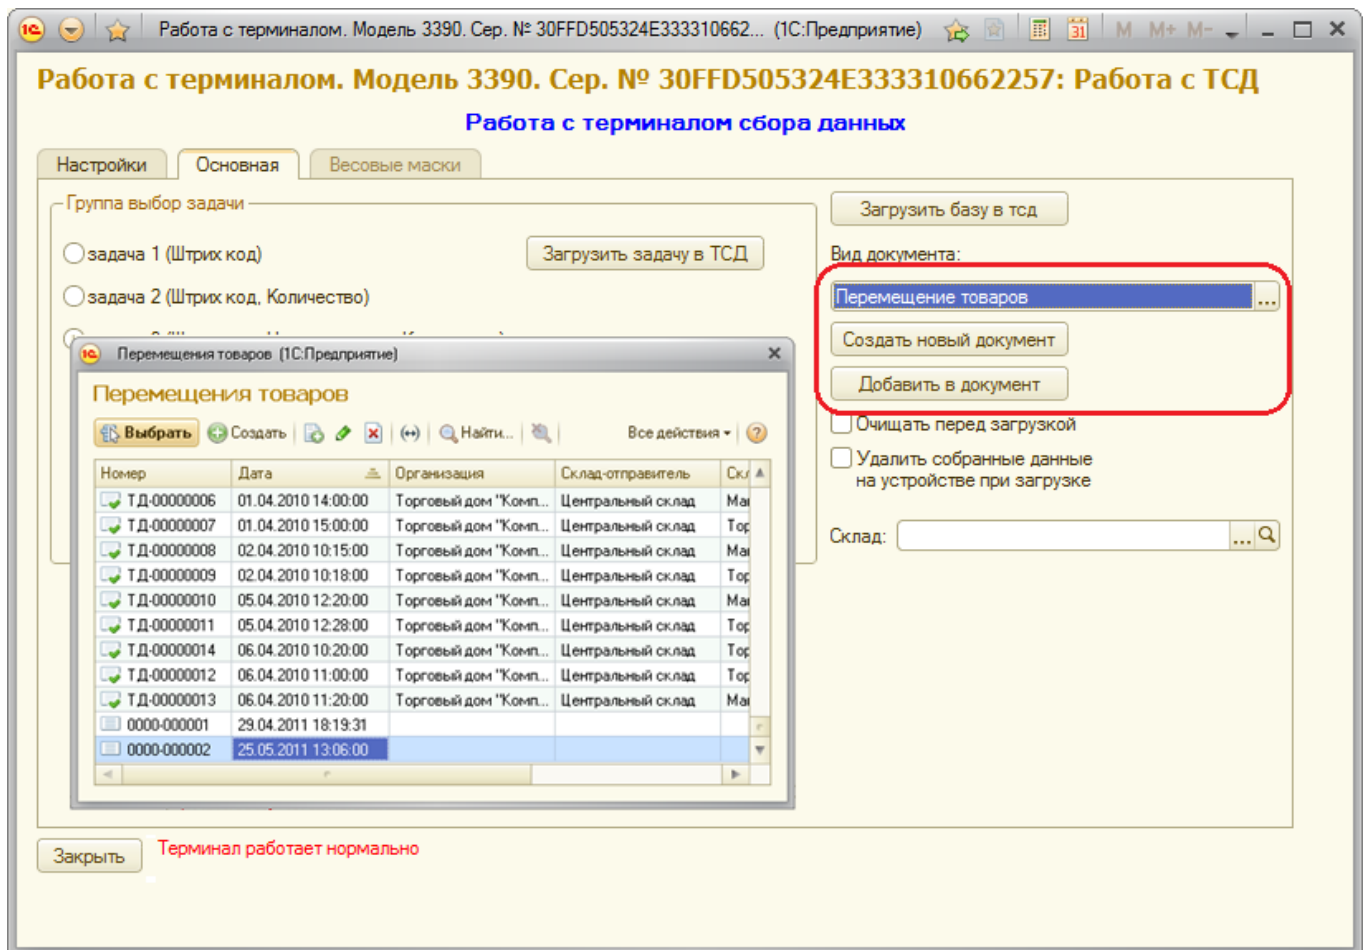 Работа с терминалом. Модель 3390. Сер. № 30FFD505324E333310662... (1С:Предприятие)
31 M M+ M-
Работа с терминалом. Модель 3390. Сер. № 30FFD505324E333310662257: Работа с ТСД
Работа с терминалом сбора данных
Настройки Основная Весовые маски
Группа выбор задачи
Загрузить базу в тсд
задача 1 (Штрих код) Загрузить задачу в ТСД
Вид документа:
задача 2 (Штрих код, Количество)
Перемещение товаров ...
Создать новый документ
Добавить в документ
Очищать перед загрузкой
Удалить собранные данные
на устройстве при загрузке
Склад: ...
Перемещения товаров (1С:Предприятие)
Перемещения товаров
Выбрать Создать Найти... Все действия ?
Номер Дата Организация Склад-отправитель Скл
ТД-00000006 01.04.2010 14:00:00 Торговый дом "Комп... Центральный склад Маг
ТД-00000007 01.04.2010 15:00:00 Торговый дом "Комп... Центральный склад Тор
ТД-00000008 02.04.2010 10:15:00 Торговый дом "Комп... Центральный склад Маг
ТД-00000009 02.04.2010 10:18:00 Торговый дом "Комп... Центральный склад Тор
ТД-00000010 05.04.2010 12:20:00 Торговый дом "Комп... Центральный склад Маг
ТД-00000011 05.04.2010 12:28:00 Торговый дом "Комп... Центральный склад Тор
ТД-00000014 06.04.2010 10:20:00 Торговый дом "Комп... Центральный склад Тор
ТД-00000012 06.04.2010 11:00:00 Торговый дом "Комп... Центральный склад Тор
ТД-00000013 06.04.2010 11:20:00 Торговый дом "Комп... Центральный склад Маг
0000-000001 29.04.2011 18:19:31
0000-000002 25.05.2011 13:06:00
Закрыть Терминал работает нормально